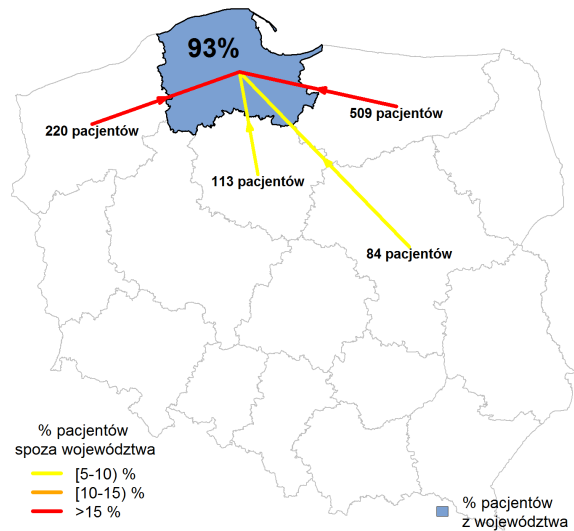 93%
220 pacjentów
509 pacjentów
113 pacjentów
84 pacjentów
% pacjentów
spoza województwa
[5-10) %
[10-15) %
>15 %
% pacjentów
z województwa